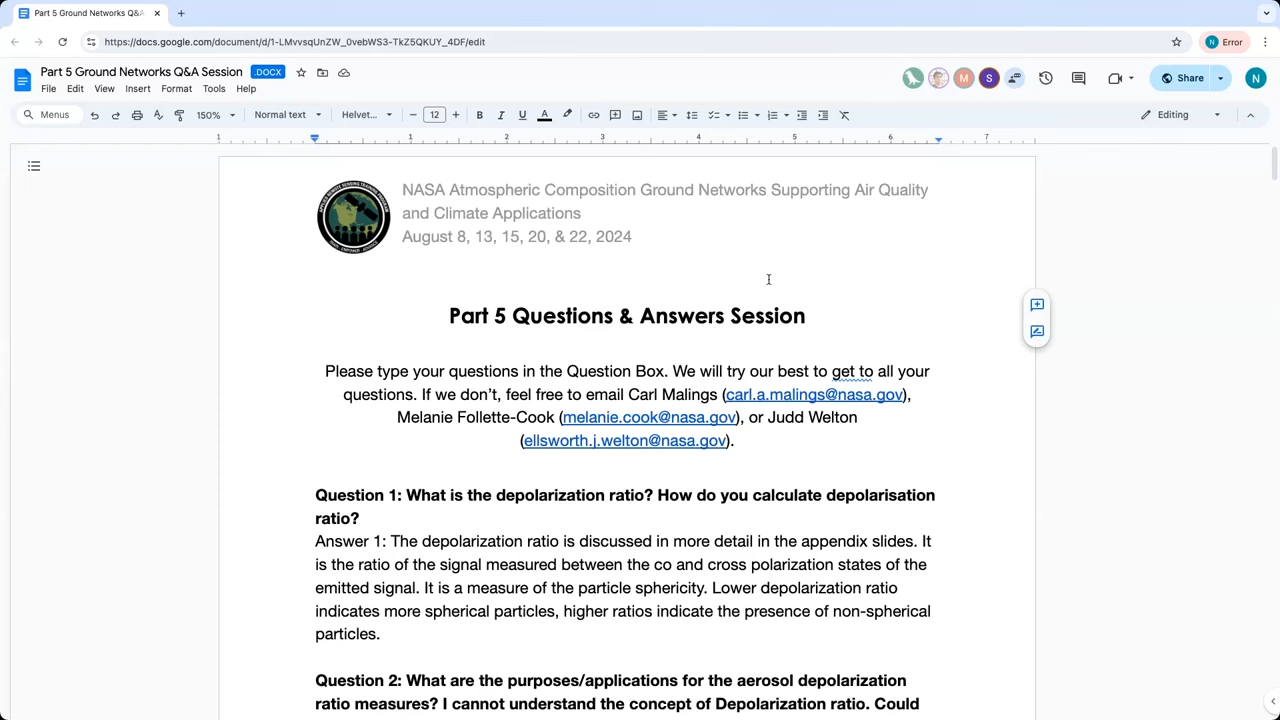 Part 5 Ground Networks Q&A
https://docs.google.com/document/d/1-LMvvsqUnZW_0vebWS3-TkZ5QKUY_4DF/edit
N Error
Part 5 Ground Networks Q&A Session .DOCX
File Edit View Insert Format Tools Help
M S Share N
Menus 150% Normal text Helvet... 12 B I U A Editing
1 1 2 3 4 5 6 7
NASA Atmospheric Composition Ground Networks Supporting Air Quality
and Climate Applications
August 8, 13, 15, 20, & 22, 2024
Part 5 Questions & Answers Session
Please type your questions in the Question Box. We will try our best to get to all your
questions. If we don’t, feel free to email Carl Malings (carl.a.malings@nasa.gov),
Melanie Follette-Cook (melanie.cook@nasa.gov), or Judd Welton
(ellsworth.j.welton@nasa.gov).
Question 1: What is the depolarization ratio? How do you calculate depolarisation
ratio?
Answer 1: The depolarization ratio is discussed in more detail in the appendix slides. It
is the ratio of the signal measured between the co and cross polarization states of the
emitted signal. It is a measure of the particle sphericity. Lower depolarization ratio
indicates more spherical particles, higher ratios indicate the presence of non-spherical
particles.
Question 2: What are the purposes/applications for the aerosol depolarization
ratio measures? I cannot understand the concept of Depolarization ratio. Could